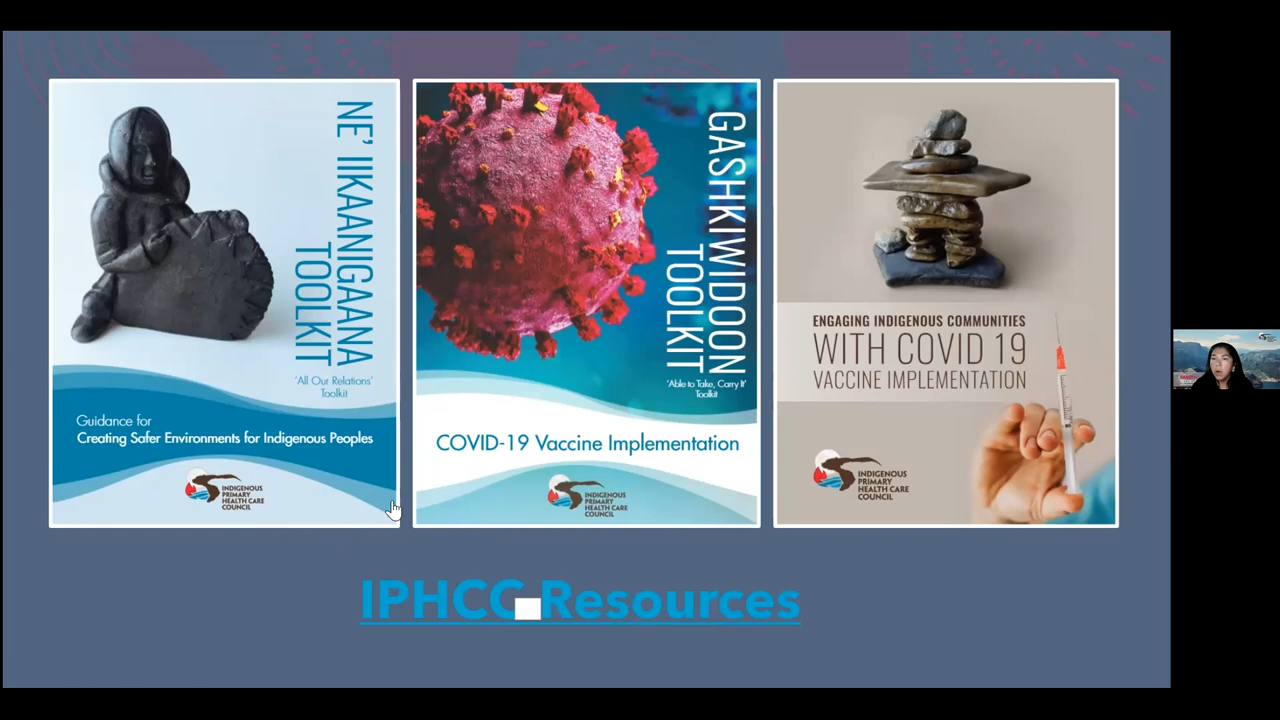 NE' IIKAANIGAANA
TOOLKIT
'All Our Relations'
Toolkit
Guidance for
Creating Safer Environments for Indigenous Peoples
INDIGENOUS
PRIMARY
HEALTH CARE
COUNCIL
GASHKIWIDOON
TOOLKIT
'Able to Take, Carry It'
Toolkit
COVID-19 Vaccine Implementation
INDIGENOUS
PRIMARY
HEALTH CARE
COUNCIL
ENGAGING INDIGENOUS COMMUNITIES
WITH COVID 19
VACCINE IMPLEMENTATION
INDIGENOUS
PRIMARY
HEALTH CARE
COUNCIL
IPHCC Resources